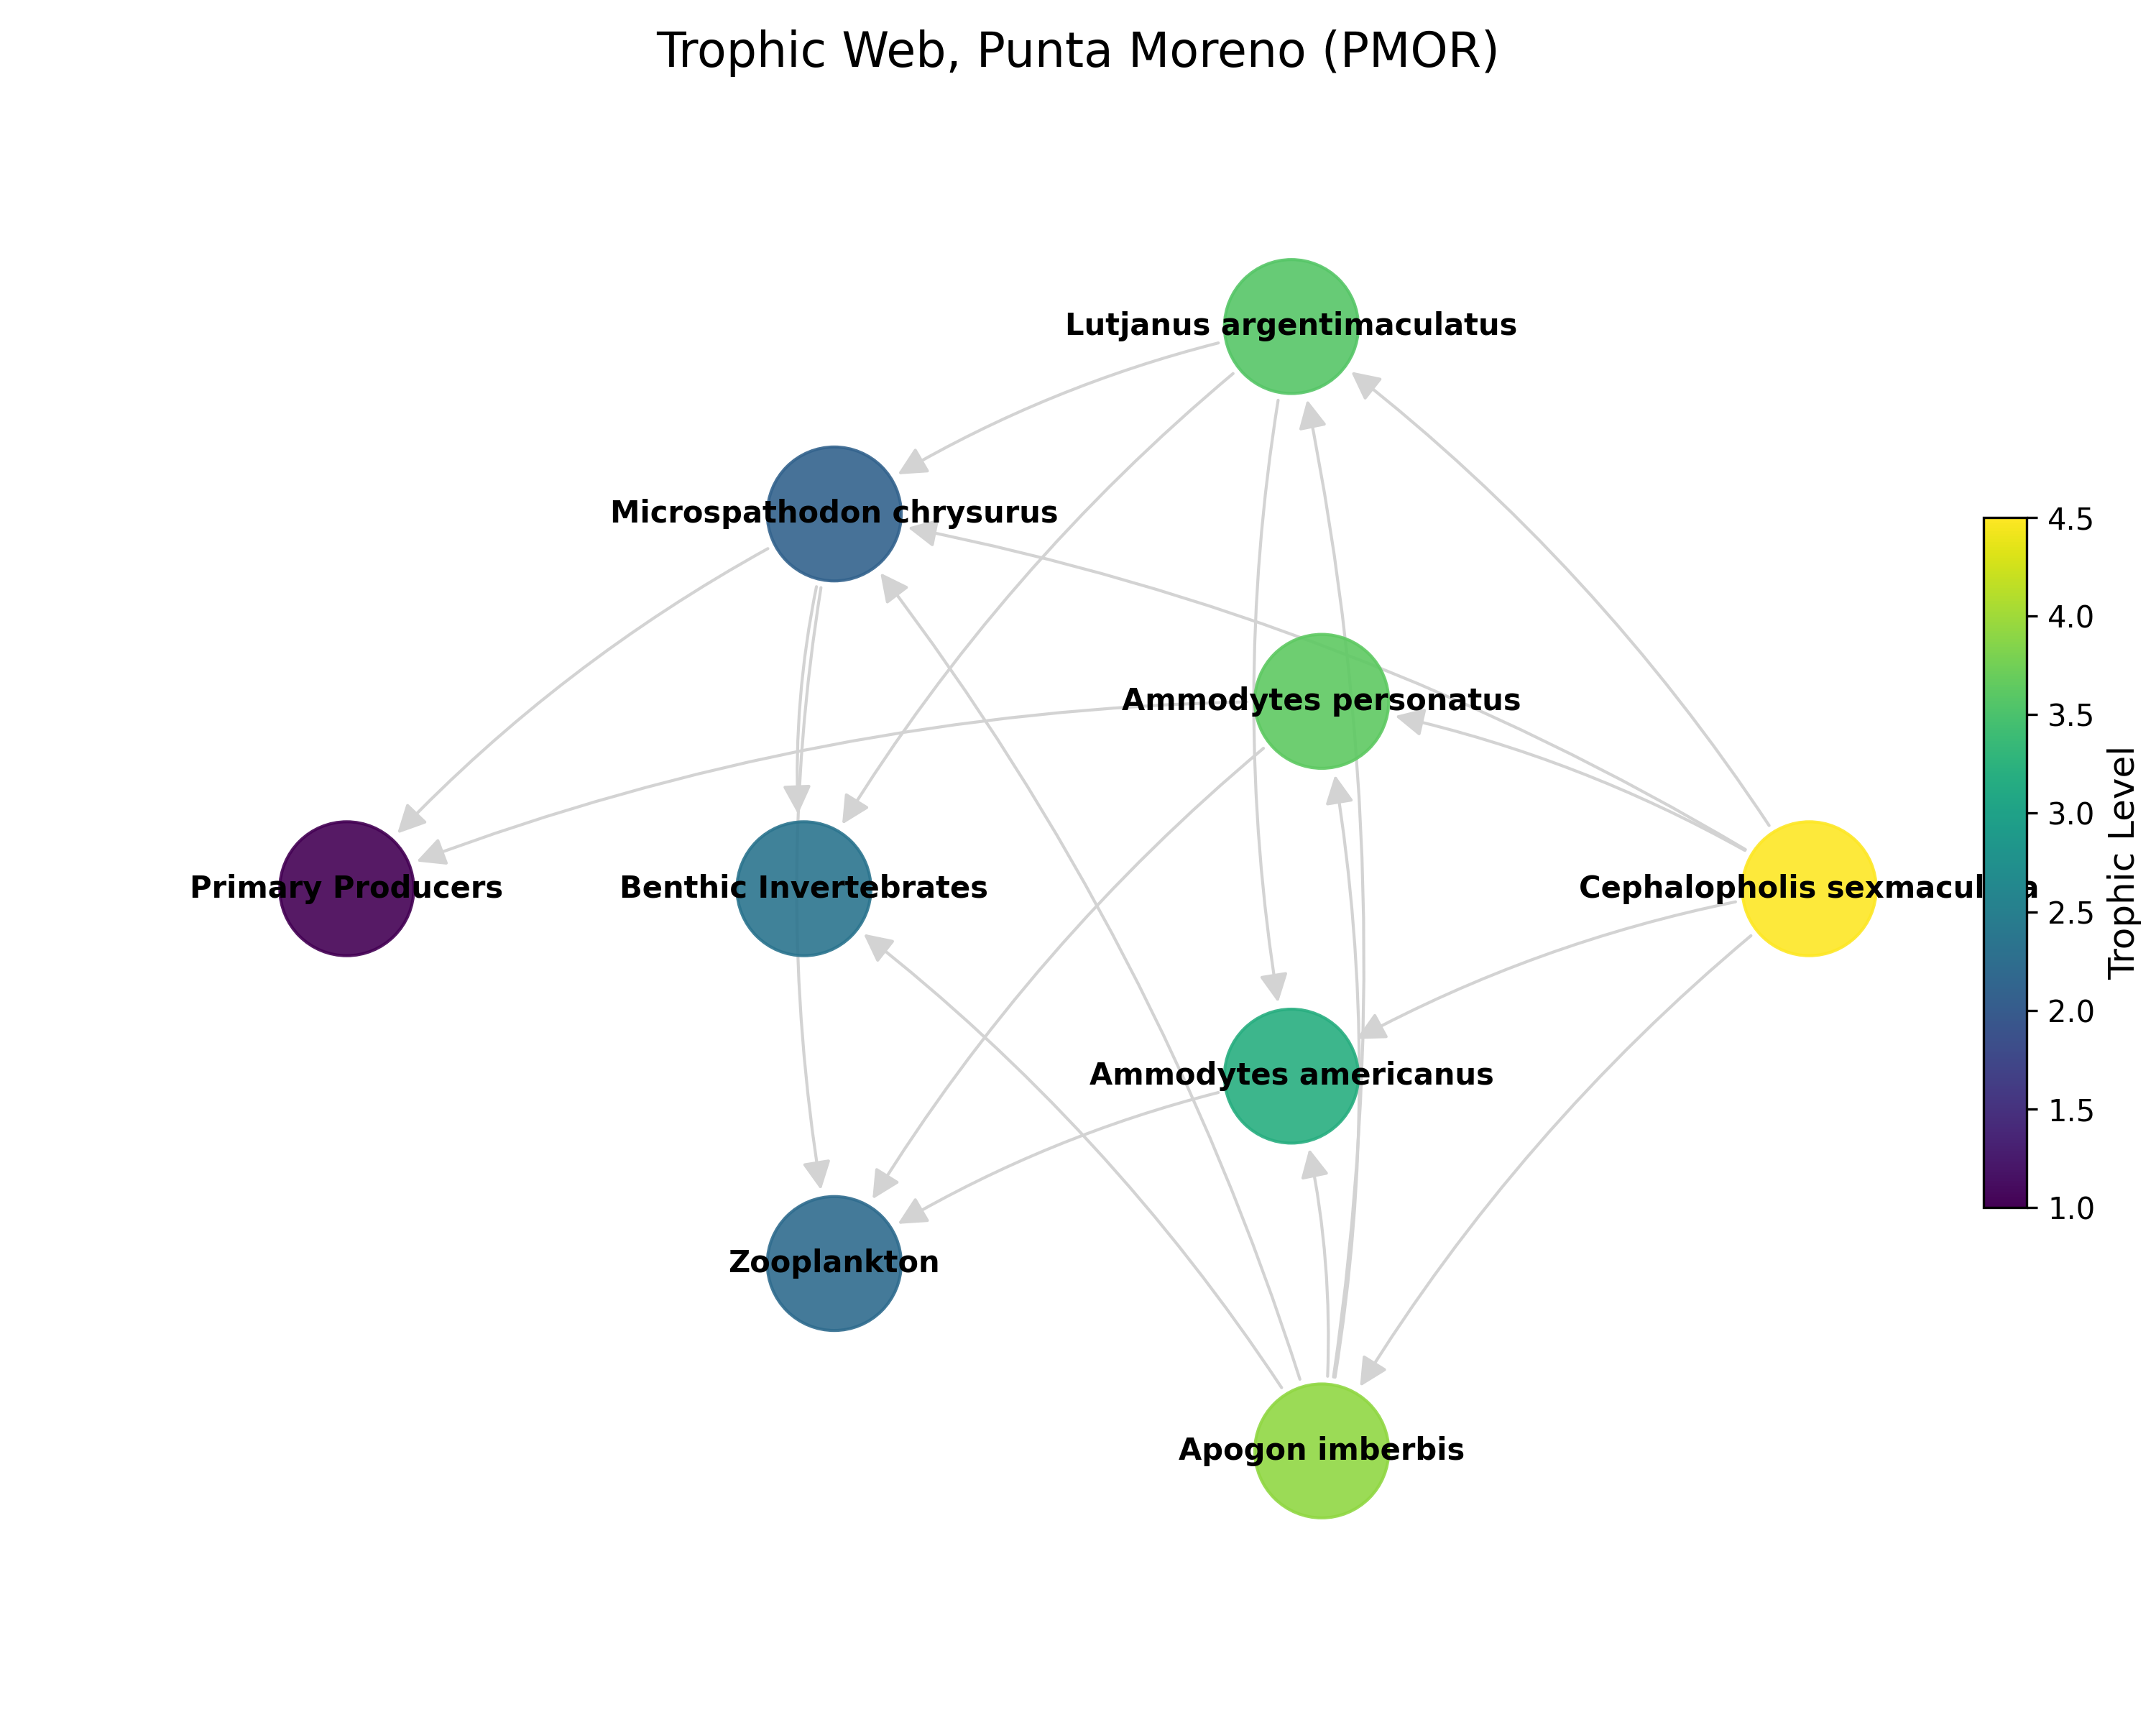 Trophic Web, Punta Moreno (PMOR)
Lutjanus argentimaculatus
Microspathodon chrysurus
Ammodytes personatus
Primary Producers
Benthic Invertebrates
Cephalopholis
Ammodytes americanus
Zooplankton
Apogon imberbis
4.5
4.0
3.5
3.0
2.5
2.0
1.5
1.0
Trophic Level